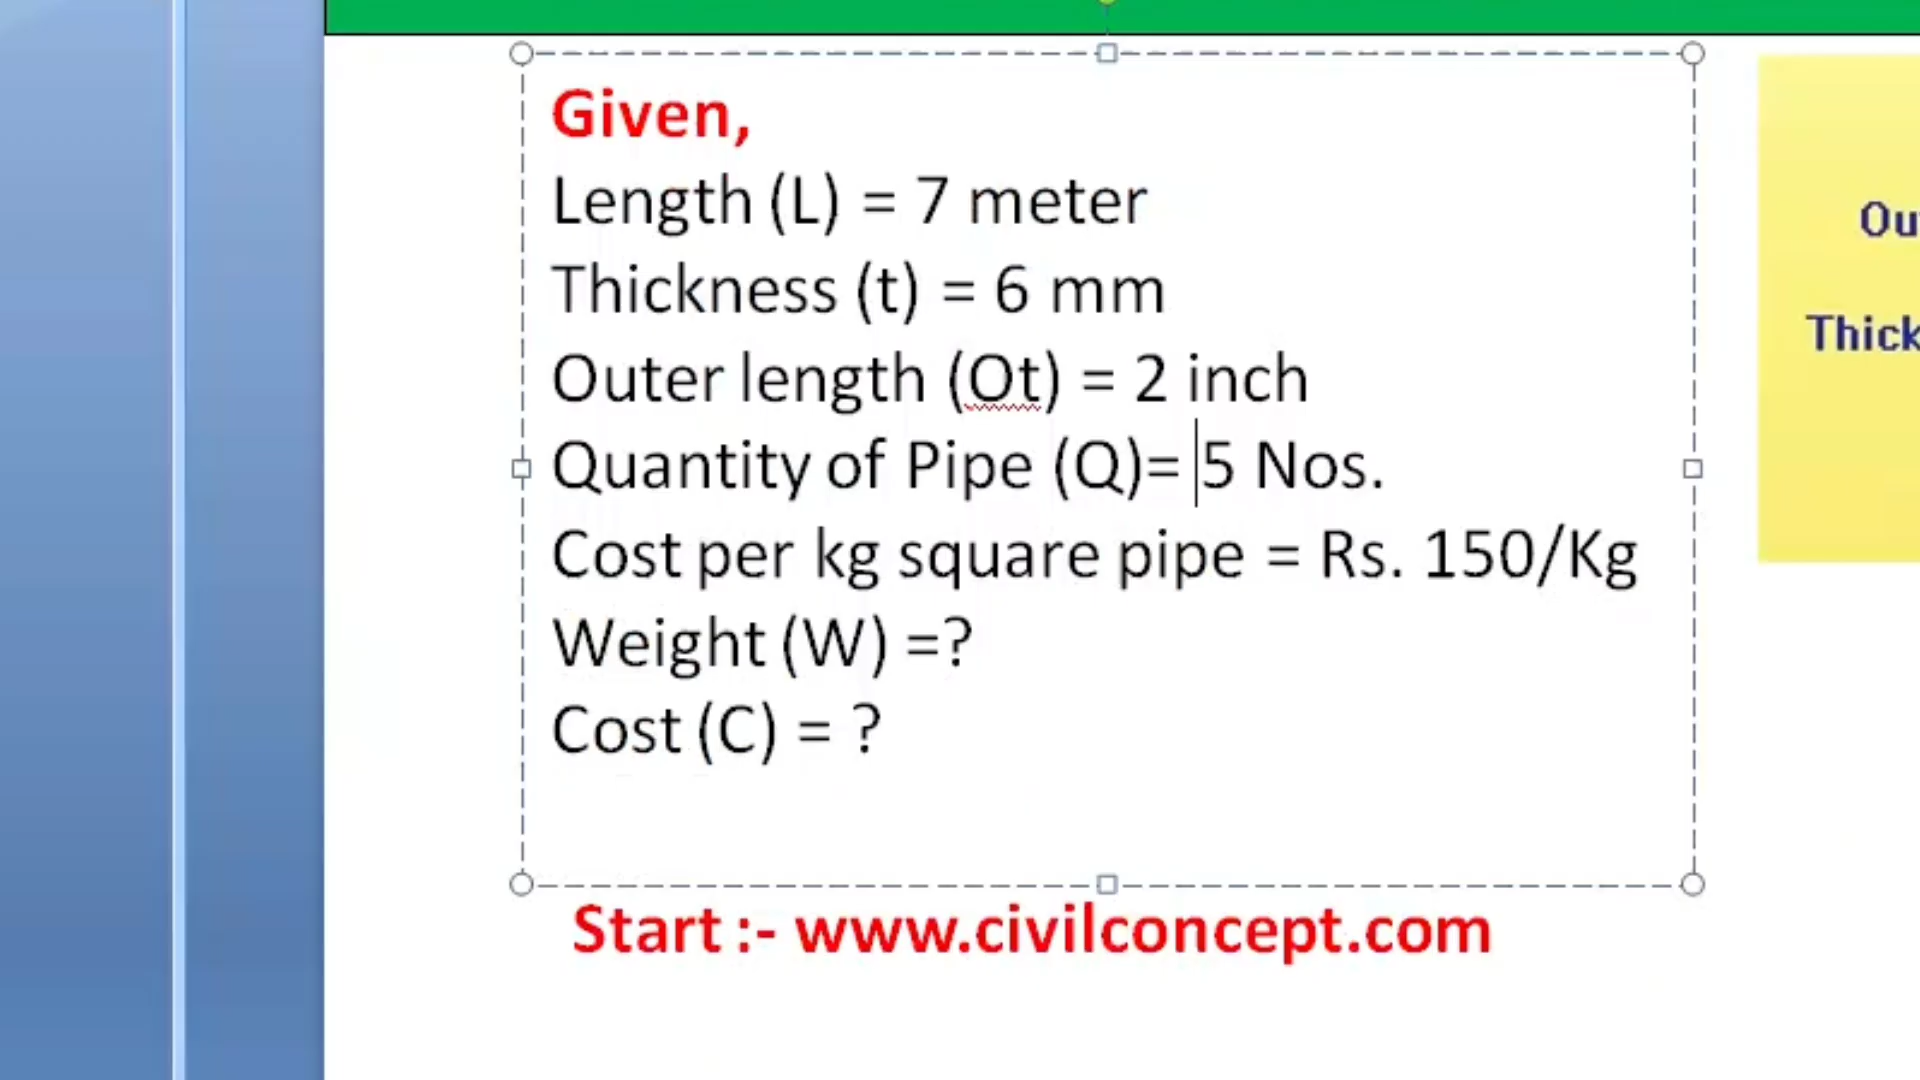 Given,
Length (L) = 7 meter
Thickness (t) = 6 mm
Outer length (Ot) = 2 inch
Quantity of Pipe (Q)= 5 Nos.
Cost per kg square pipe = Rs. 150/Kg
Weight (W) =?
Cost (C) = ?
Start :- www.civilconcept.com
Ou
Thick